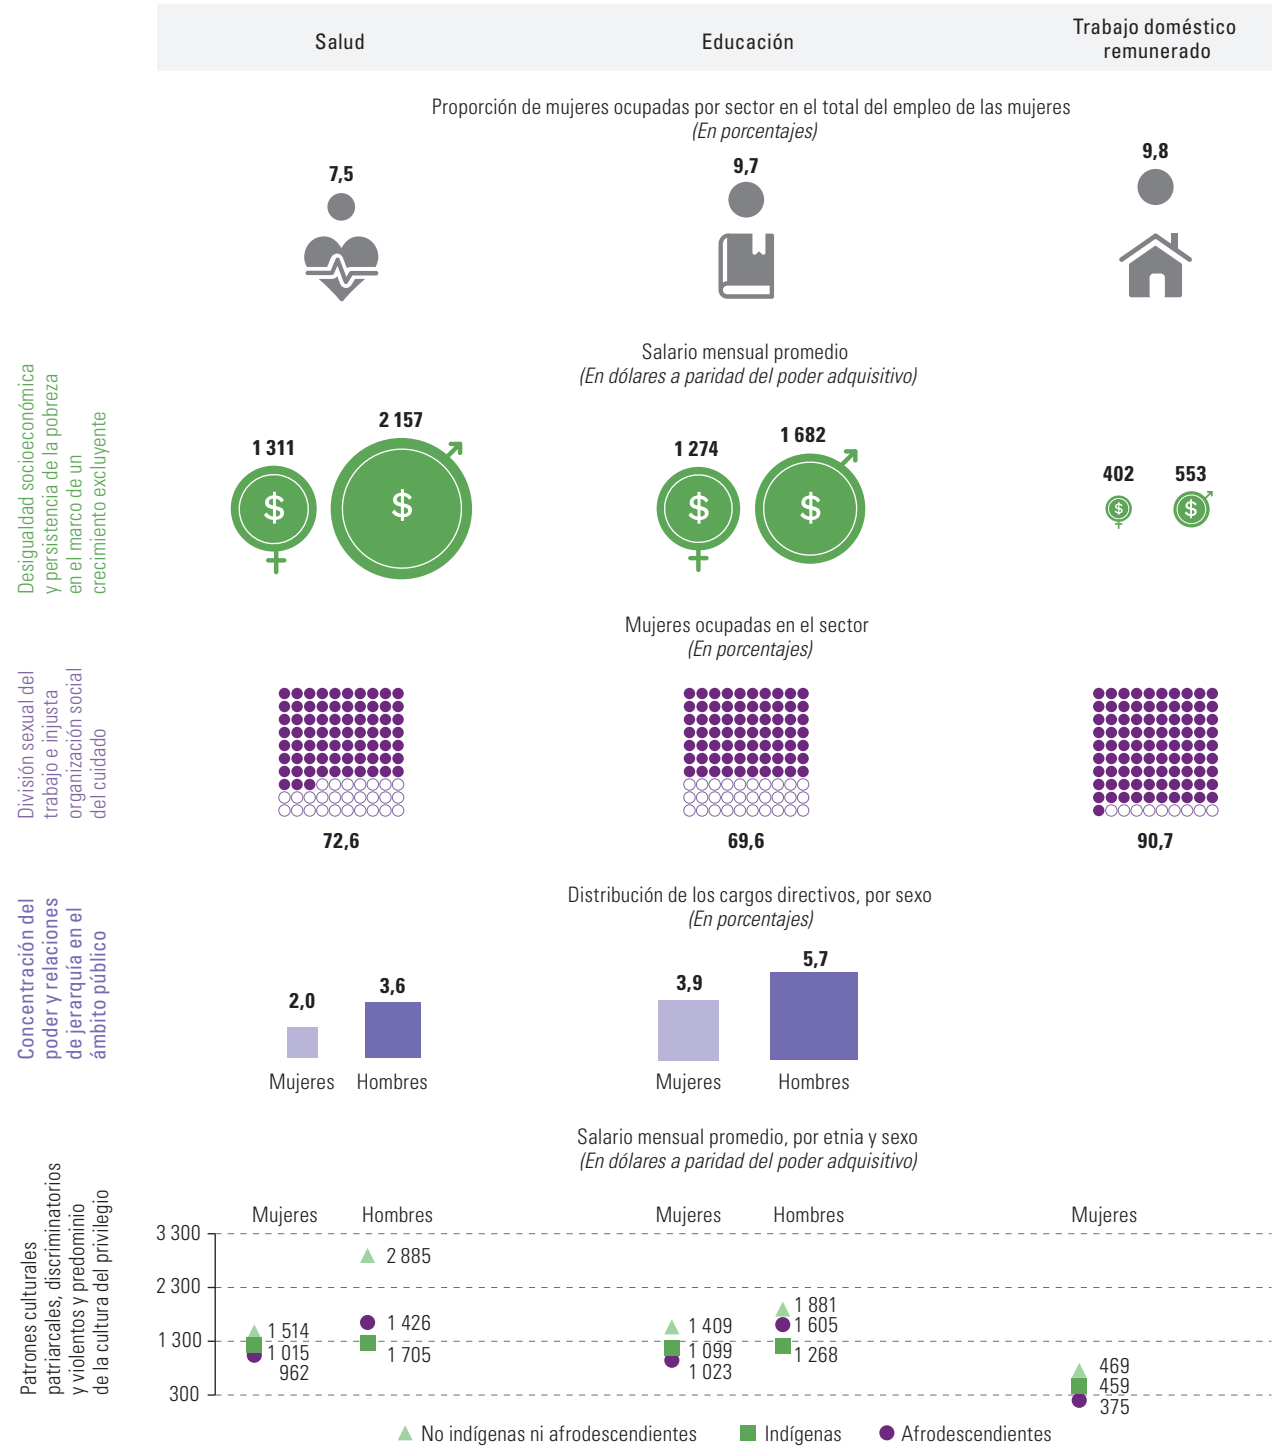 Salud
Educación
Trabajo doméstico
remunerado
Proporción de mujeres ocupadas por sector en el total del empleo de las mujeres
(En porcentajes)
7,5
9,7
9,8
Desigualdad socioeconómica
y persistencia de la pobreza
en el marco de un
crecimiento excluyente
Salario mensual promedio
(En dólares a paridad del poder adquisitivo)
1 311
2 157
1 274
1 682
402
553
$
$
$
$
$
$
División sexual del
trabajo e injusta
organización social
del cuidado
Mujeres ocupadas en el sector
(En porcentajes)
72,6
69,6
90,7
Concentración del
poder y relaciones
de jerarquía en el
ámbito público
Distribución de los cargos directivos, por sexo
(En porcentajes)
2,0
3,6
3,9
5,7
Mujeres
Hombres
Mujeres
Hombres
Patrones culturales
patriarcales, discriminatorios
y violentos y predominio
de la cultura del privilegio
Salario mensual promedio, por etnia y sexo
(En dólares a paridad del poder adquisitivo)
Mujeres
Hombres
Mujeres
Hombres
Mujeres
3 300
2 300
1 300
300
1 514
1 015
962
2 885
1 426
1 705
1 409
1 099
1 023
1 881
1 605
1 268
469
459
375
No indígenas ni afrodescendientes
Indígenas
Afrodescendientes